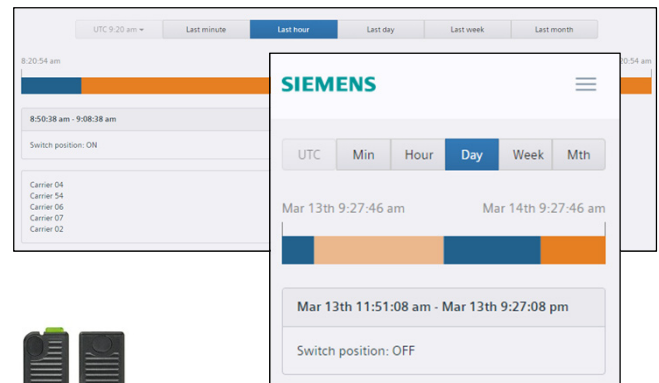 UTC 9:20 am Last minute Last hour Last day Last week Last month
8:20:54 am
20:54 am
8:50:38 am - 9:08:38 am
Switch position: ON
Carrier 04
Carrier 54
Carrier 06
Carrier 07
Carrier 02
SIEMENS
UTC Min Hour Day Week Mth
Mar 13th 9:27:46 am Mar 14th 9:27:46 am
Mar 13th 11:51:08 am - Mar 13th 9:27:08 pm
Switch position: OFF